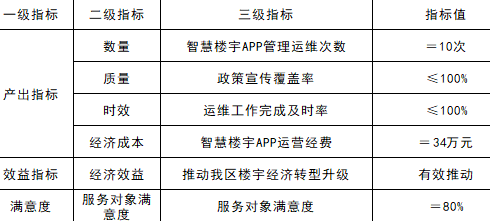 一级指标 二级指标 三级指标 指标值
产出指标 数量 智慧楼宇APP管理运维次数 ＝10次
质量 政策宣传覆盖率 ≤100%
时效 运维工作完成及时率 ≤100%
经济成本 智慧楼宇APP运营经费 ＝34万元
效益指标 经济效益 推动我区楼宇经济转型升级 有效推动
满意度 服务对象满意度 服务对象满意度 ＝80%